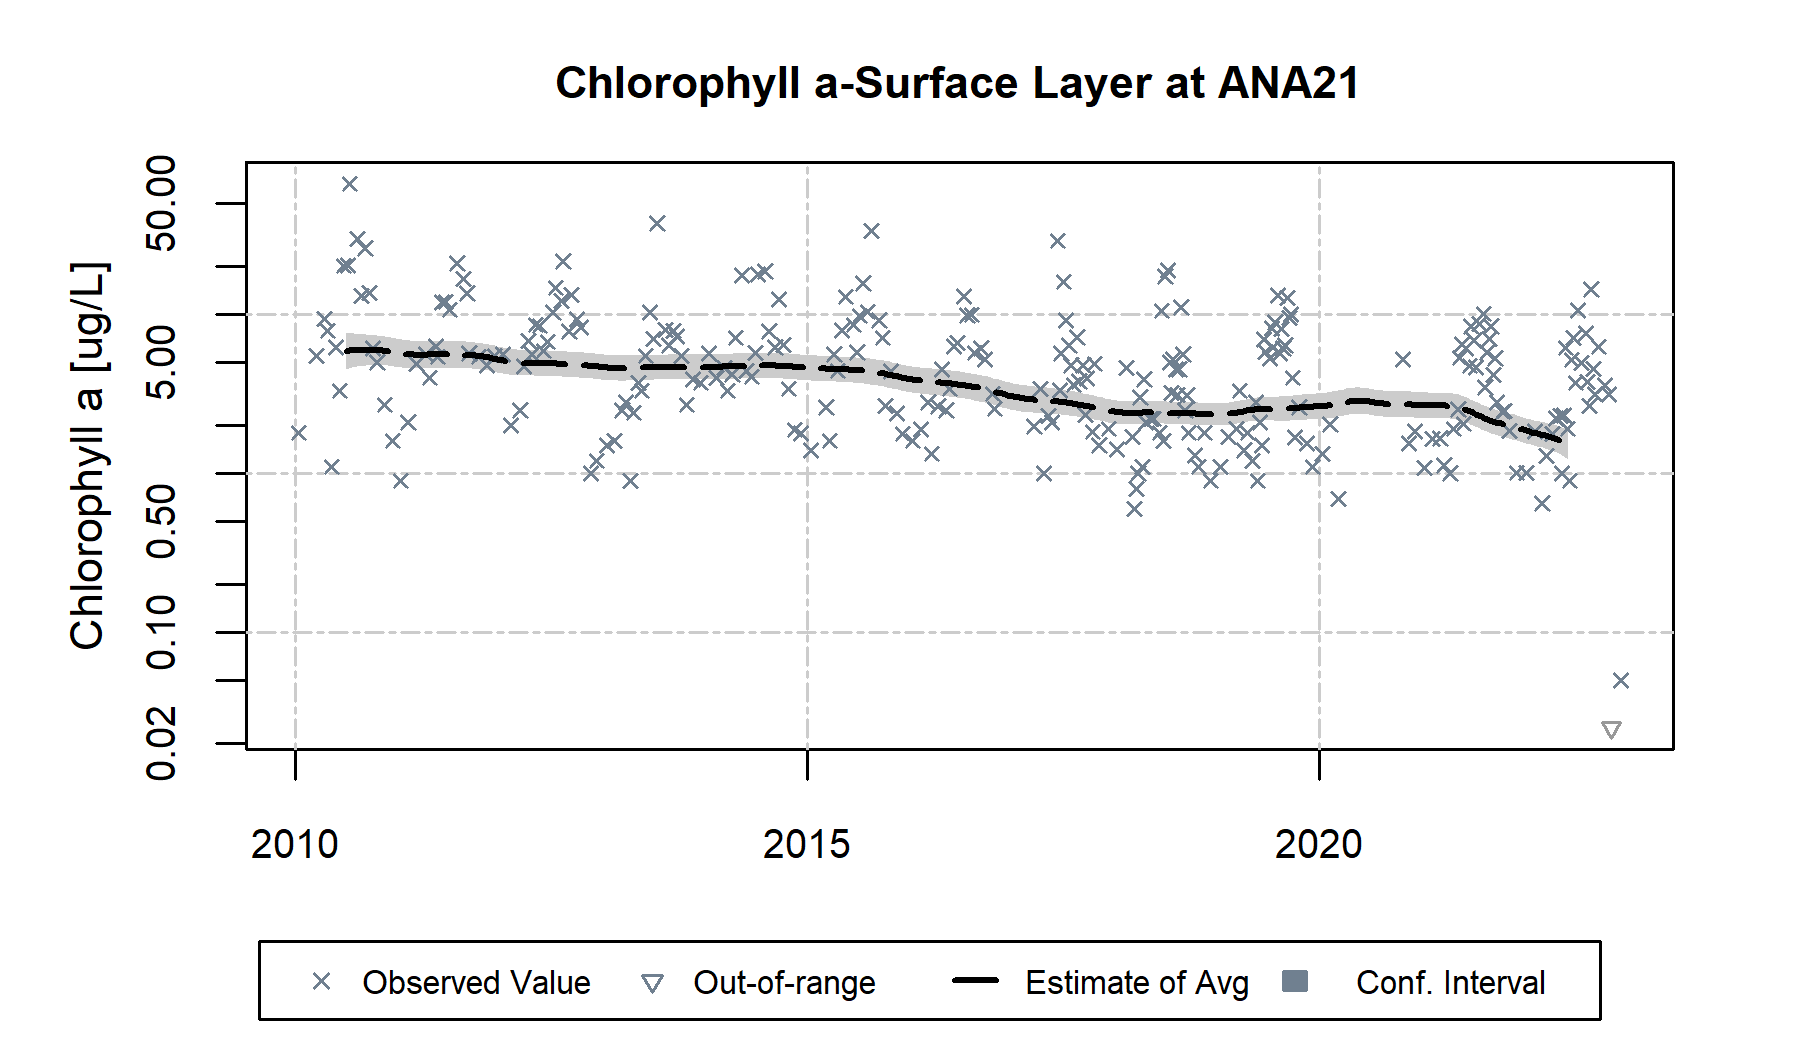 Chlorophyll a-Surface Layer at ANA21
Chlorophyll a [ug/L]
50.00
5.00
0.50
0.10
0.02
2010 2015 2020
Observed Value Out-of-range Estimate of Avg Conf. Interval